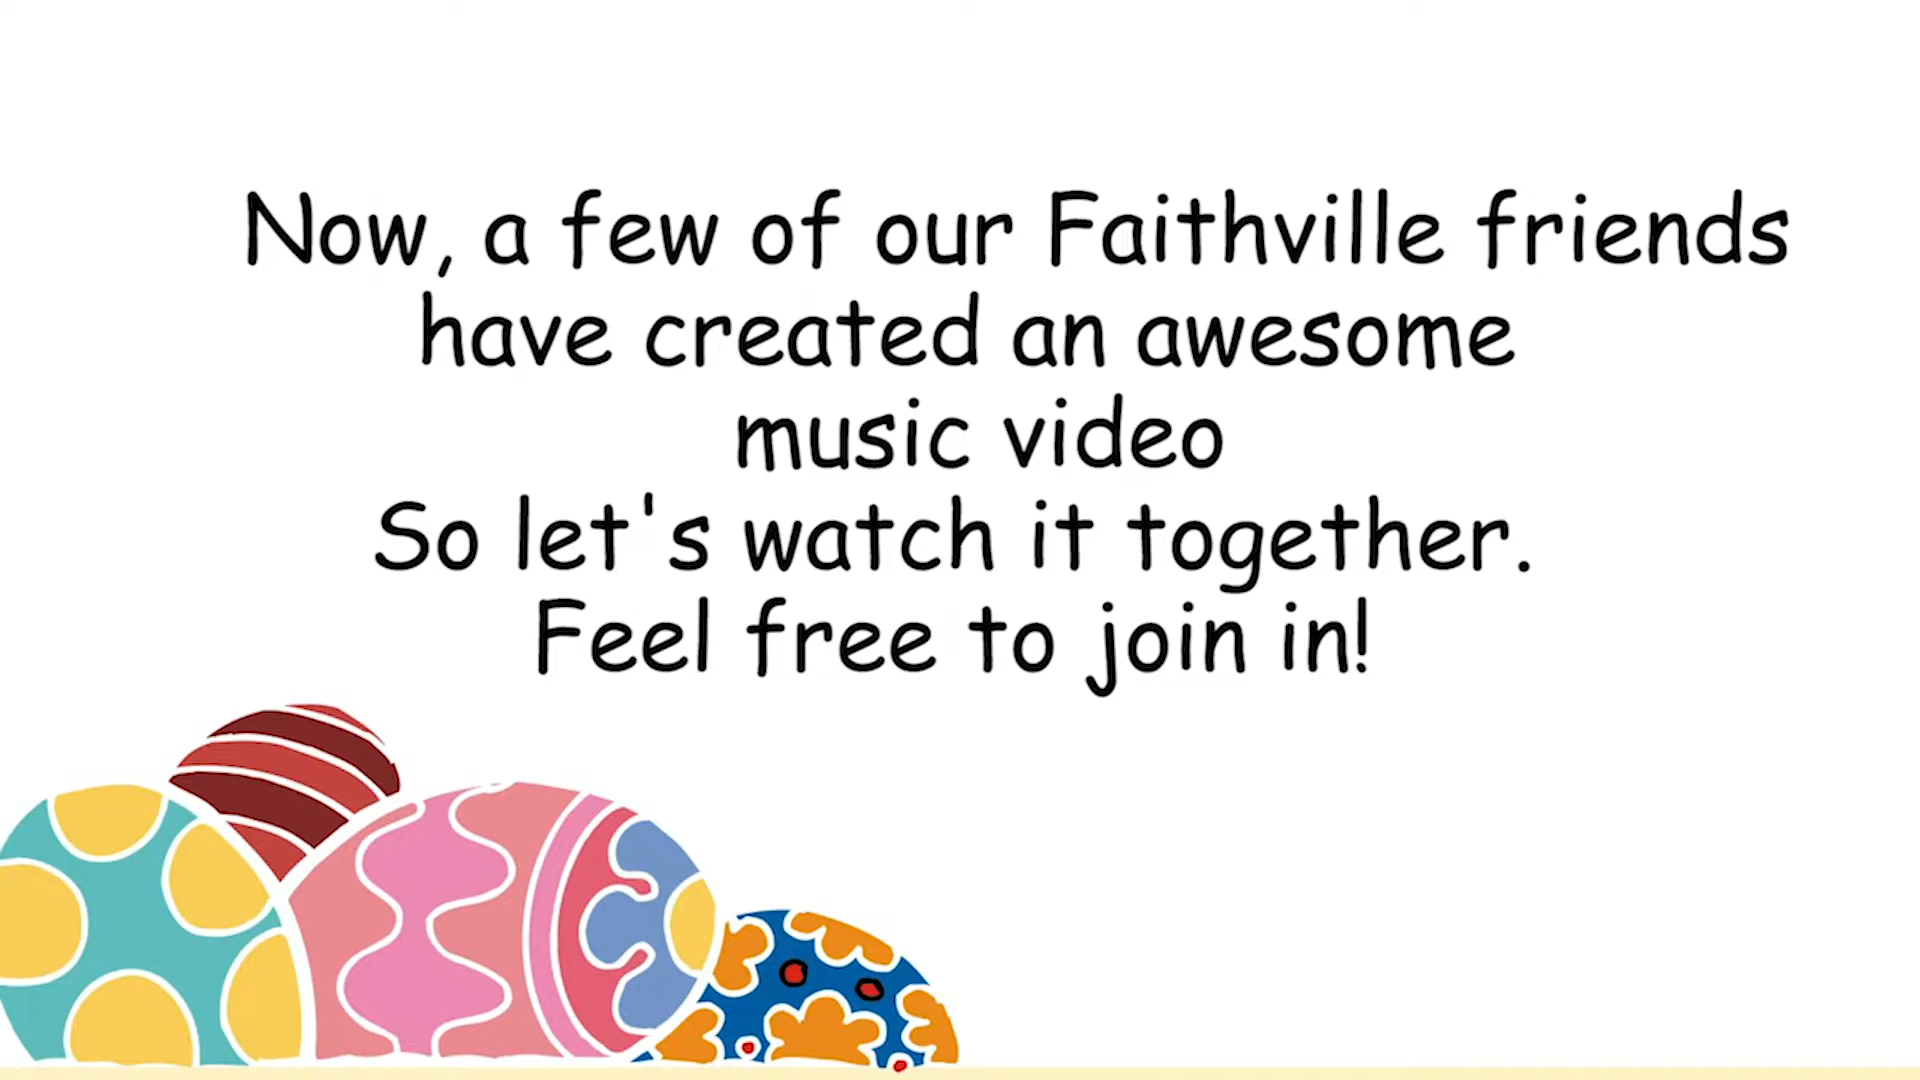 Now, a few of our Faithville friends
have created an awesome
music video
So let's watch it together.
Feel free to join in!